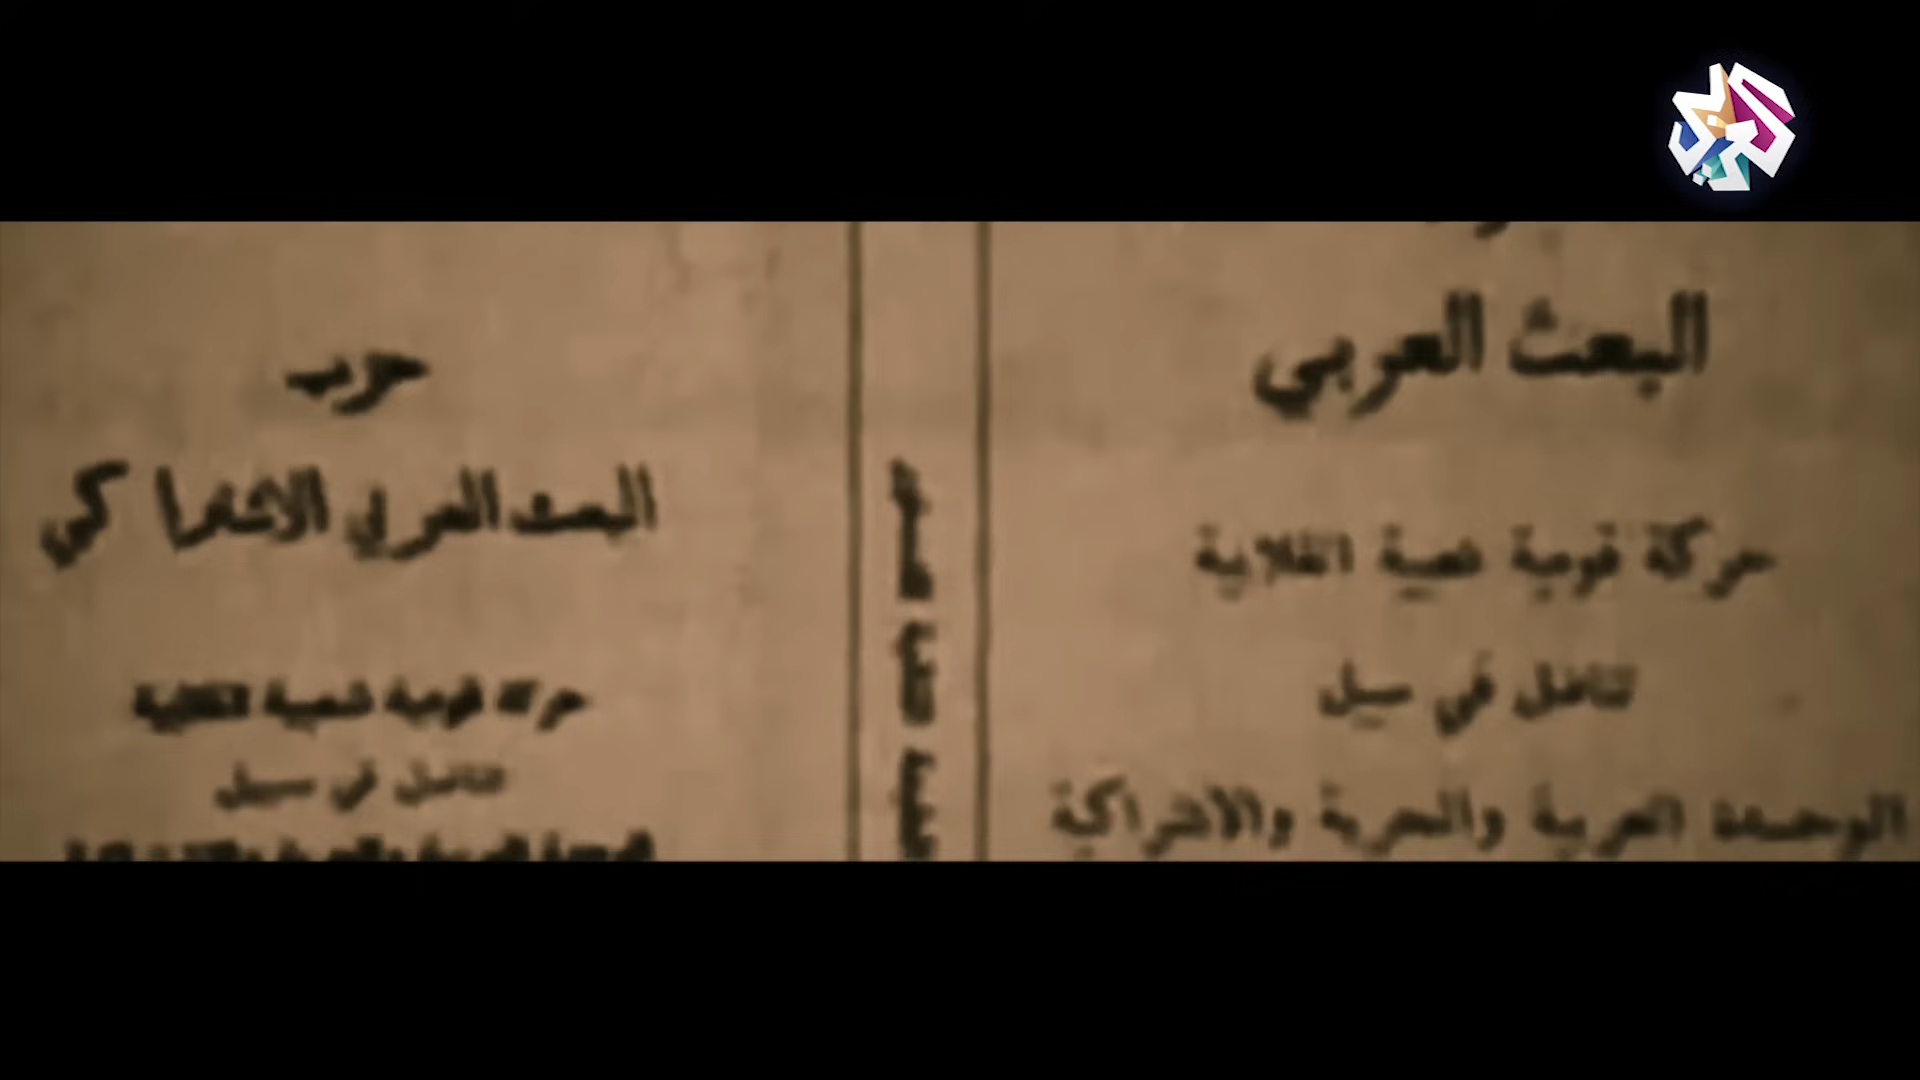 البعث العربي
حركة قومية شعبية انقلابية
تناضل في سبيل
الوحدة العربية والحرية والاشتراكية
حزب
البعث العربي الاشتراكي
حركة قومية شعبية انقلابية
تناضل في سبيل
العربي